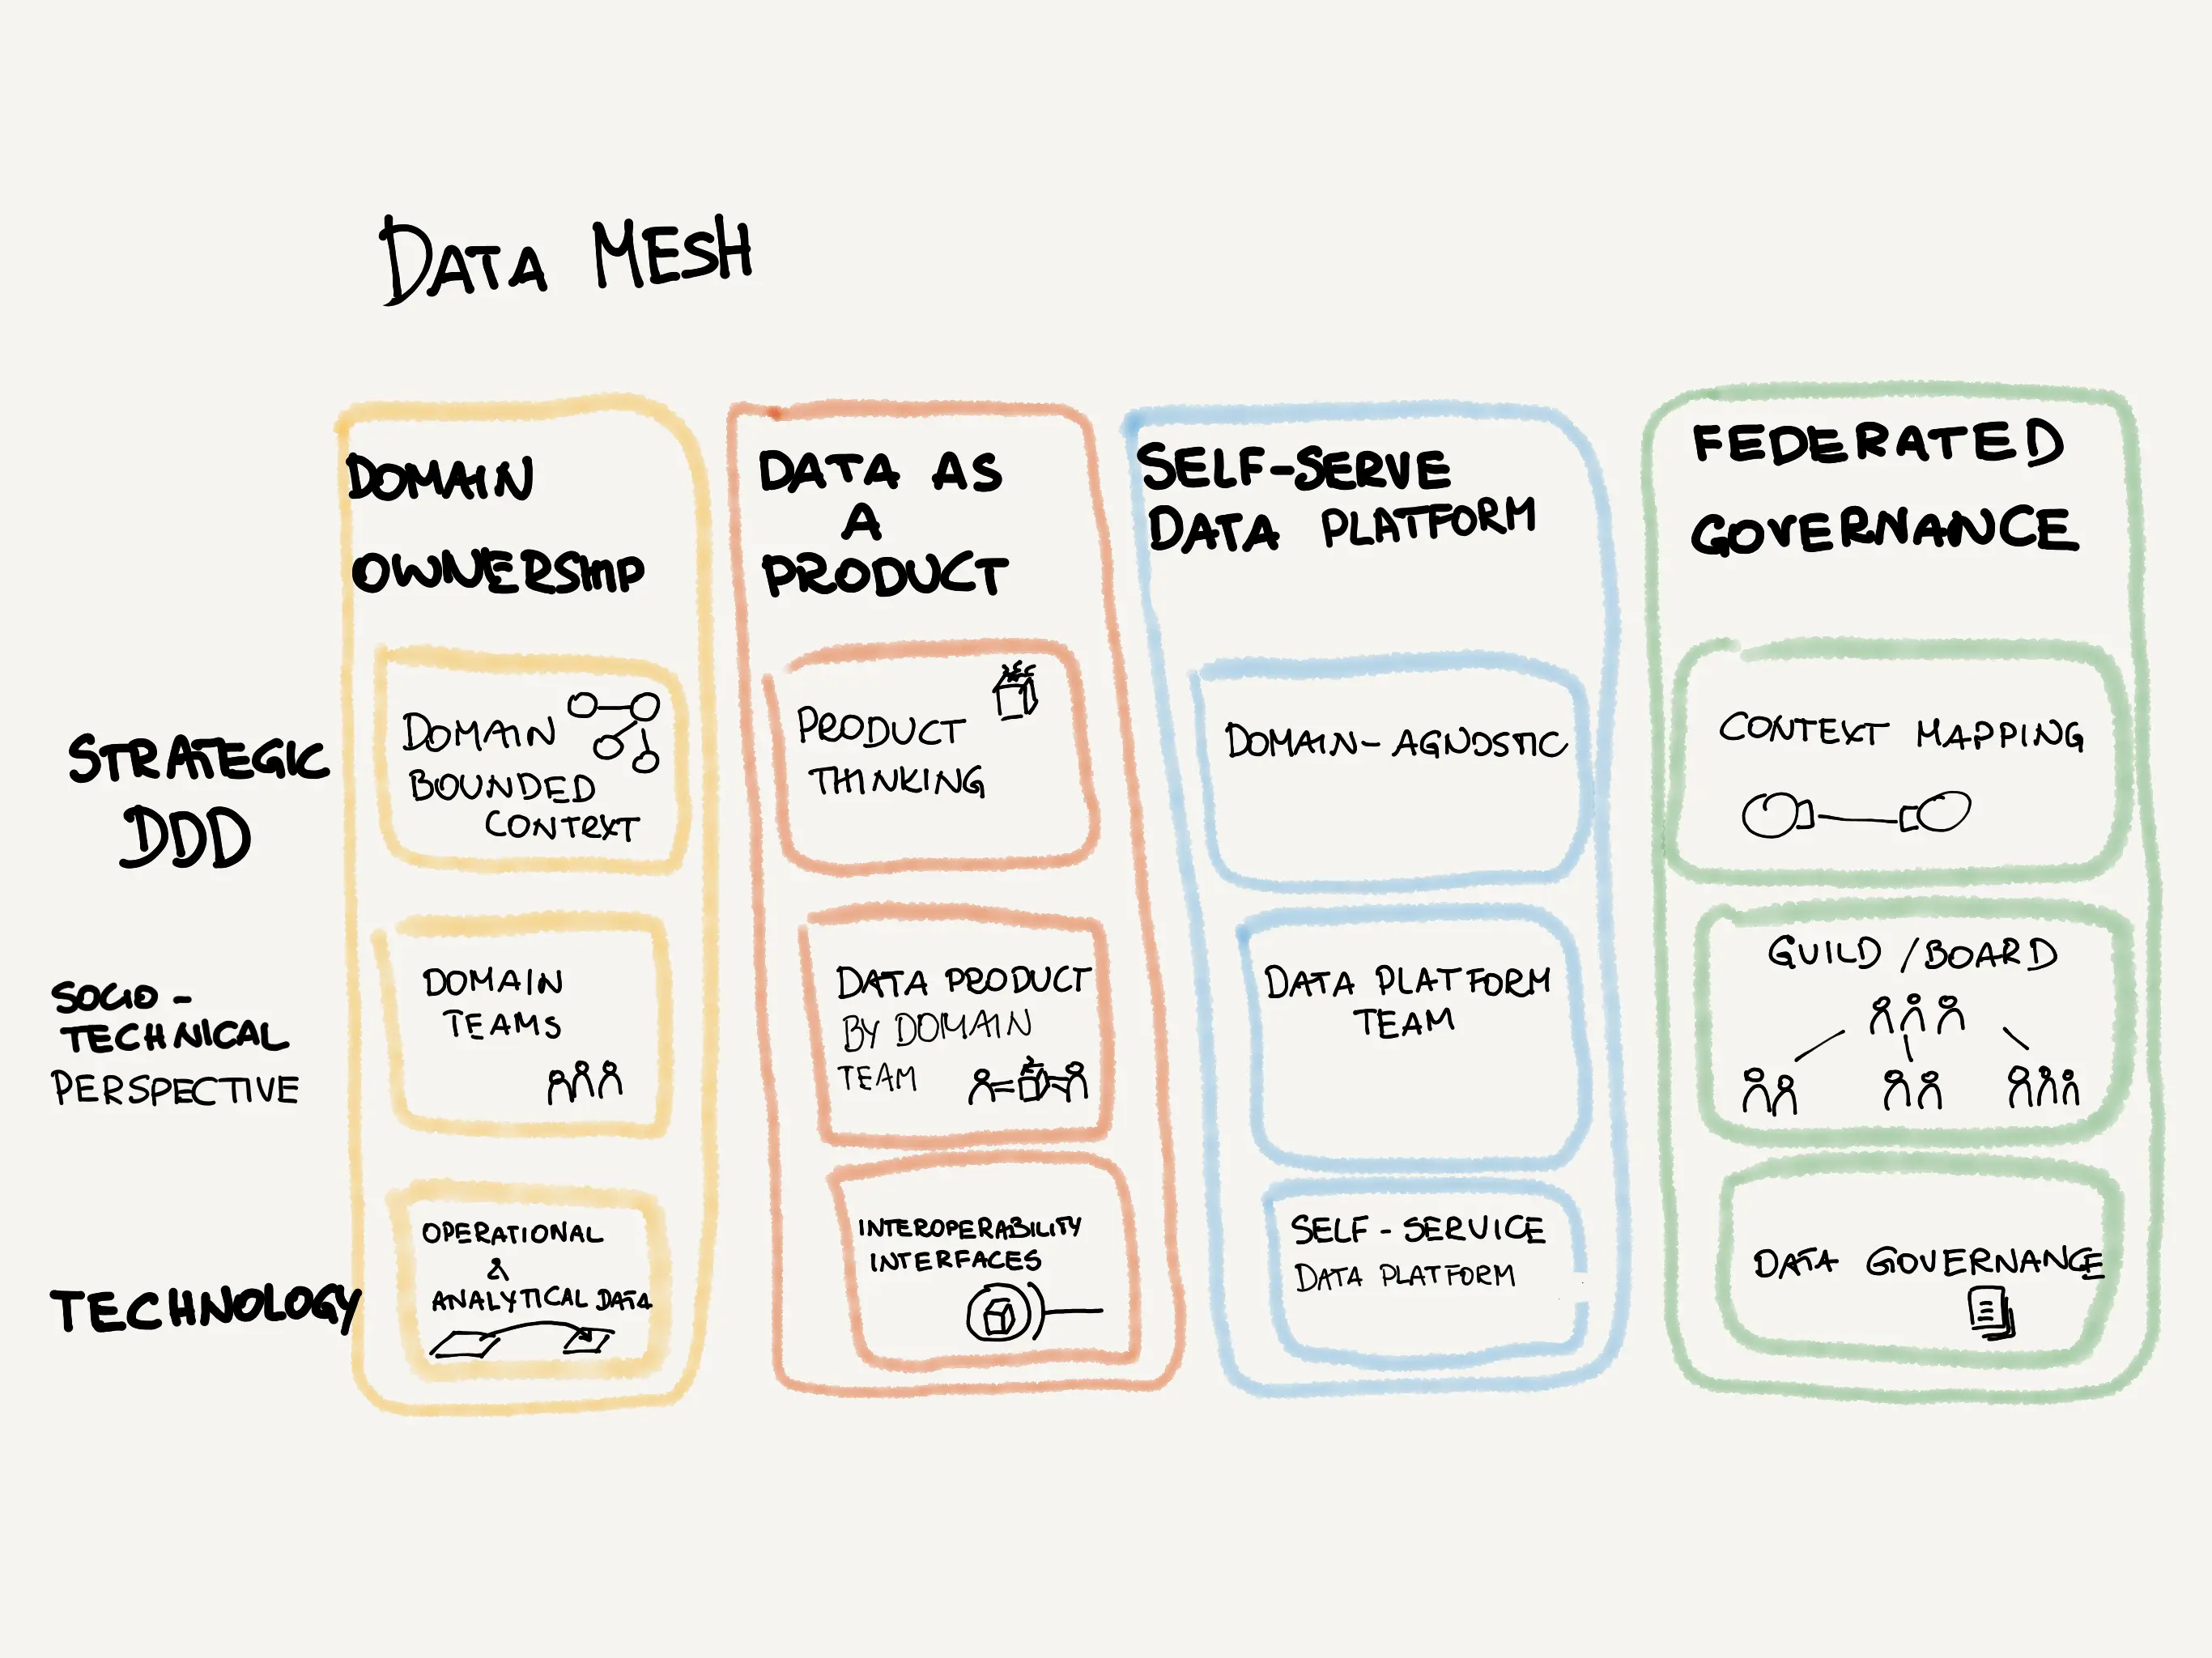 DATA MESH
DOMAIN
OWNERSHIP
DATA AS
A
PRODUCT
SELF-SERVE
DATA PLATFORM
FEDERATED
GOVERNANCE
STRATEGIC
DDD
DOMAIN
BOUNDED
CONTEXT
PRODUCT
THINKING
DOMAIN-AGNOSTIC
CONTEXT MAPPING
SOCIO-
TECHNICAL
PERSPECTIVE
DOMAIN
TEAMS
DATA PRODUCT
BY DOMAIN
TEAM
DATA PLATFORM
TEAM
GUILD / BOARD
TECHNOLOGY
OPERATIONAL
&
ANALYTICAL DATA
INTEROPERABILITY
INTERFACES
SELF-SERVICE
DATA PLATFORM
DATA GOVERNANCE